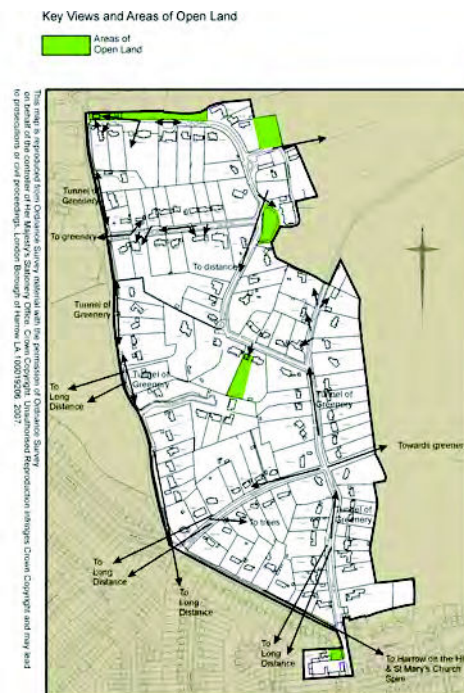 Key Views and Areas of Open Land
Areas of
Open Land
This map is reproduced from Ordnance Survey material with the permission of Ordnance Survey
on behalf of the controller of Her Majesty's Stationery Office. Crown Copyright. Unauthorised Reproduction infringes Crown Copyright and may lead
to prosecutions or civil proceedings. London Borough of Harrow LA.100019206. 2007.
Tunnel of
Greenery
To greenery
To distance
Tunnel of
Greenery
To
Long
Distance
Tunnel of
Greenery
Tunnel of
Greenery
Towards greenery
Tunnel of
Greenery
Tunnel of
Greenery
To trees
To
Long
Distance
To
Long
Distance
To
Long
Distance
To Harrow on the
& St Mary's Church
Spire